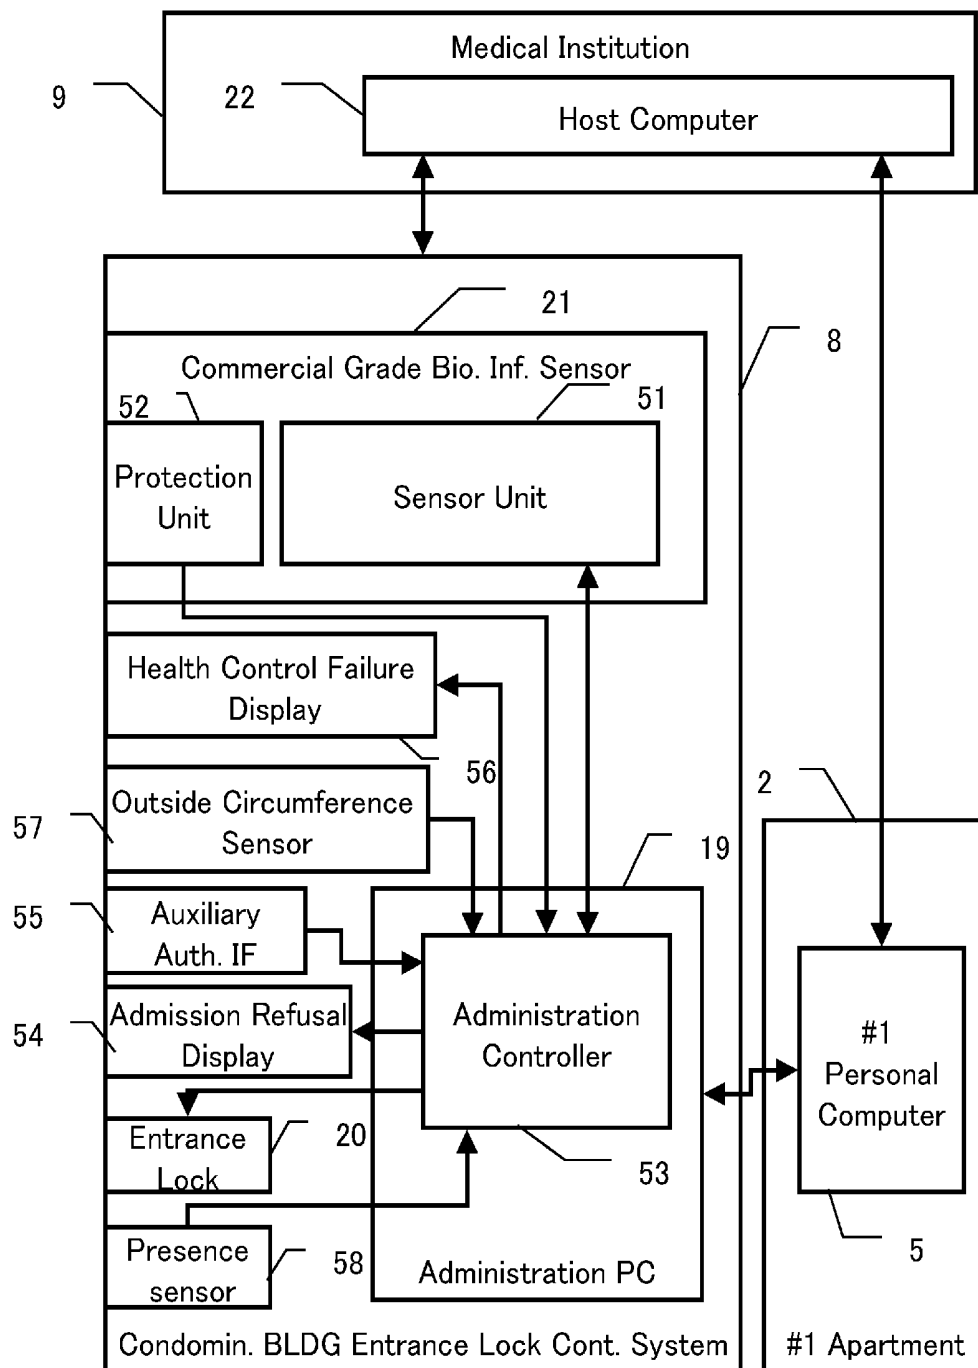 Medical Institution
9
22
Host Computer
21
8
Commercial Grade Bio. Inf. Sensor
52
51
Protection
Unit
Sensor Unit
Health Control Failure
Display
56
2
57
Outside Circumference
Sensor
19
55
Auxiliary
Auth. IF
54
Admission Refusal
Display
Administration
Controller
#1
Personal
Computer
20
Entrance
Lock
53
5
Presence
sensor
58
Administration PC
Condomin. BLDG Entrance Lock Cont. System
#1 Apartment